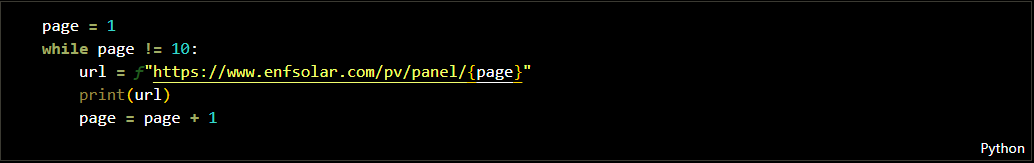 page = 1
while page != 10:
    url = f"https://www.enfsolar.com/pv/panel/{page}"
    print(url)
    page = page + 1
Python